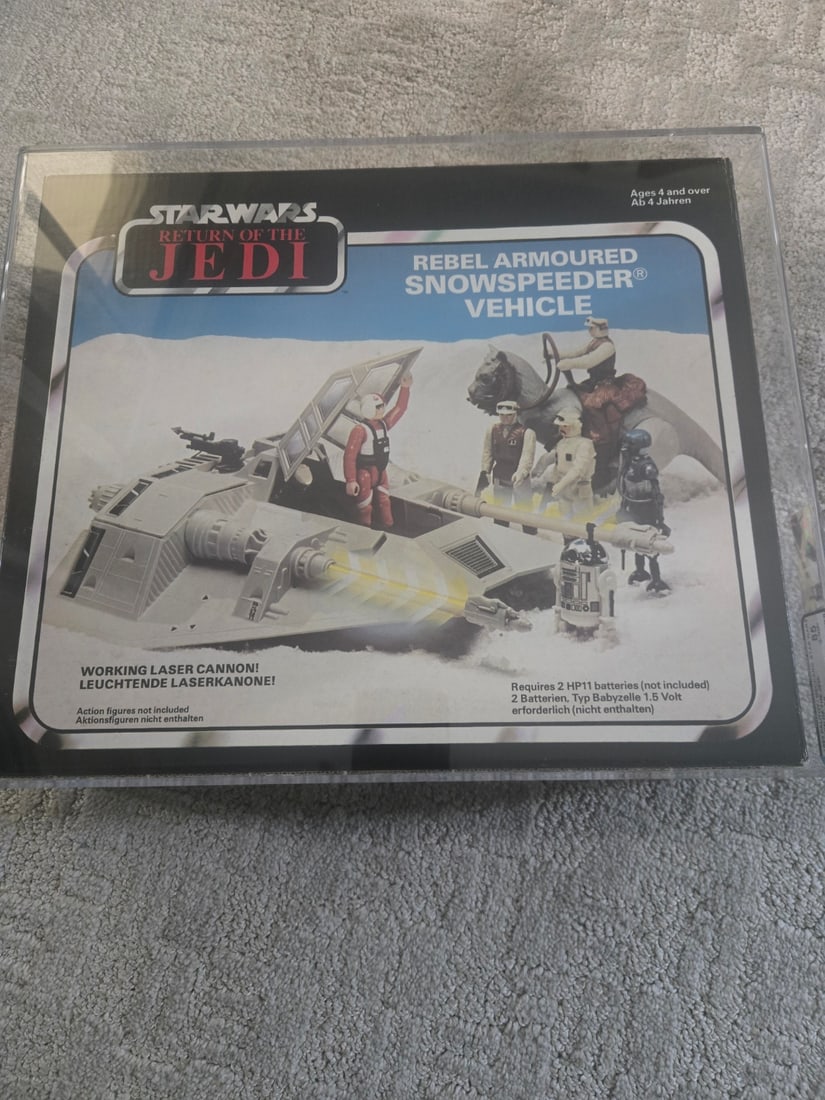 Ages 4 and over
Ab 4 Jahren
STAR WARS
RETURN OF THE
JEDI
REBEL ARMOURED
SNOWSPEEDER®
VEHICLE
WORKING LASER CANNON!
LEUCHTENDE LASERKANONE!
Action figures not included
Aktionsfiguren nicht enthalten
Requires 2 HP11 batteries (not included)
2 Batterien, Typ Babyzelle 1.5 Volt
erforderlich (nicht enthalten)